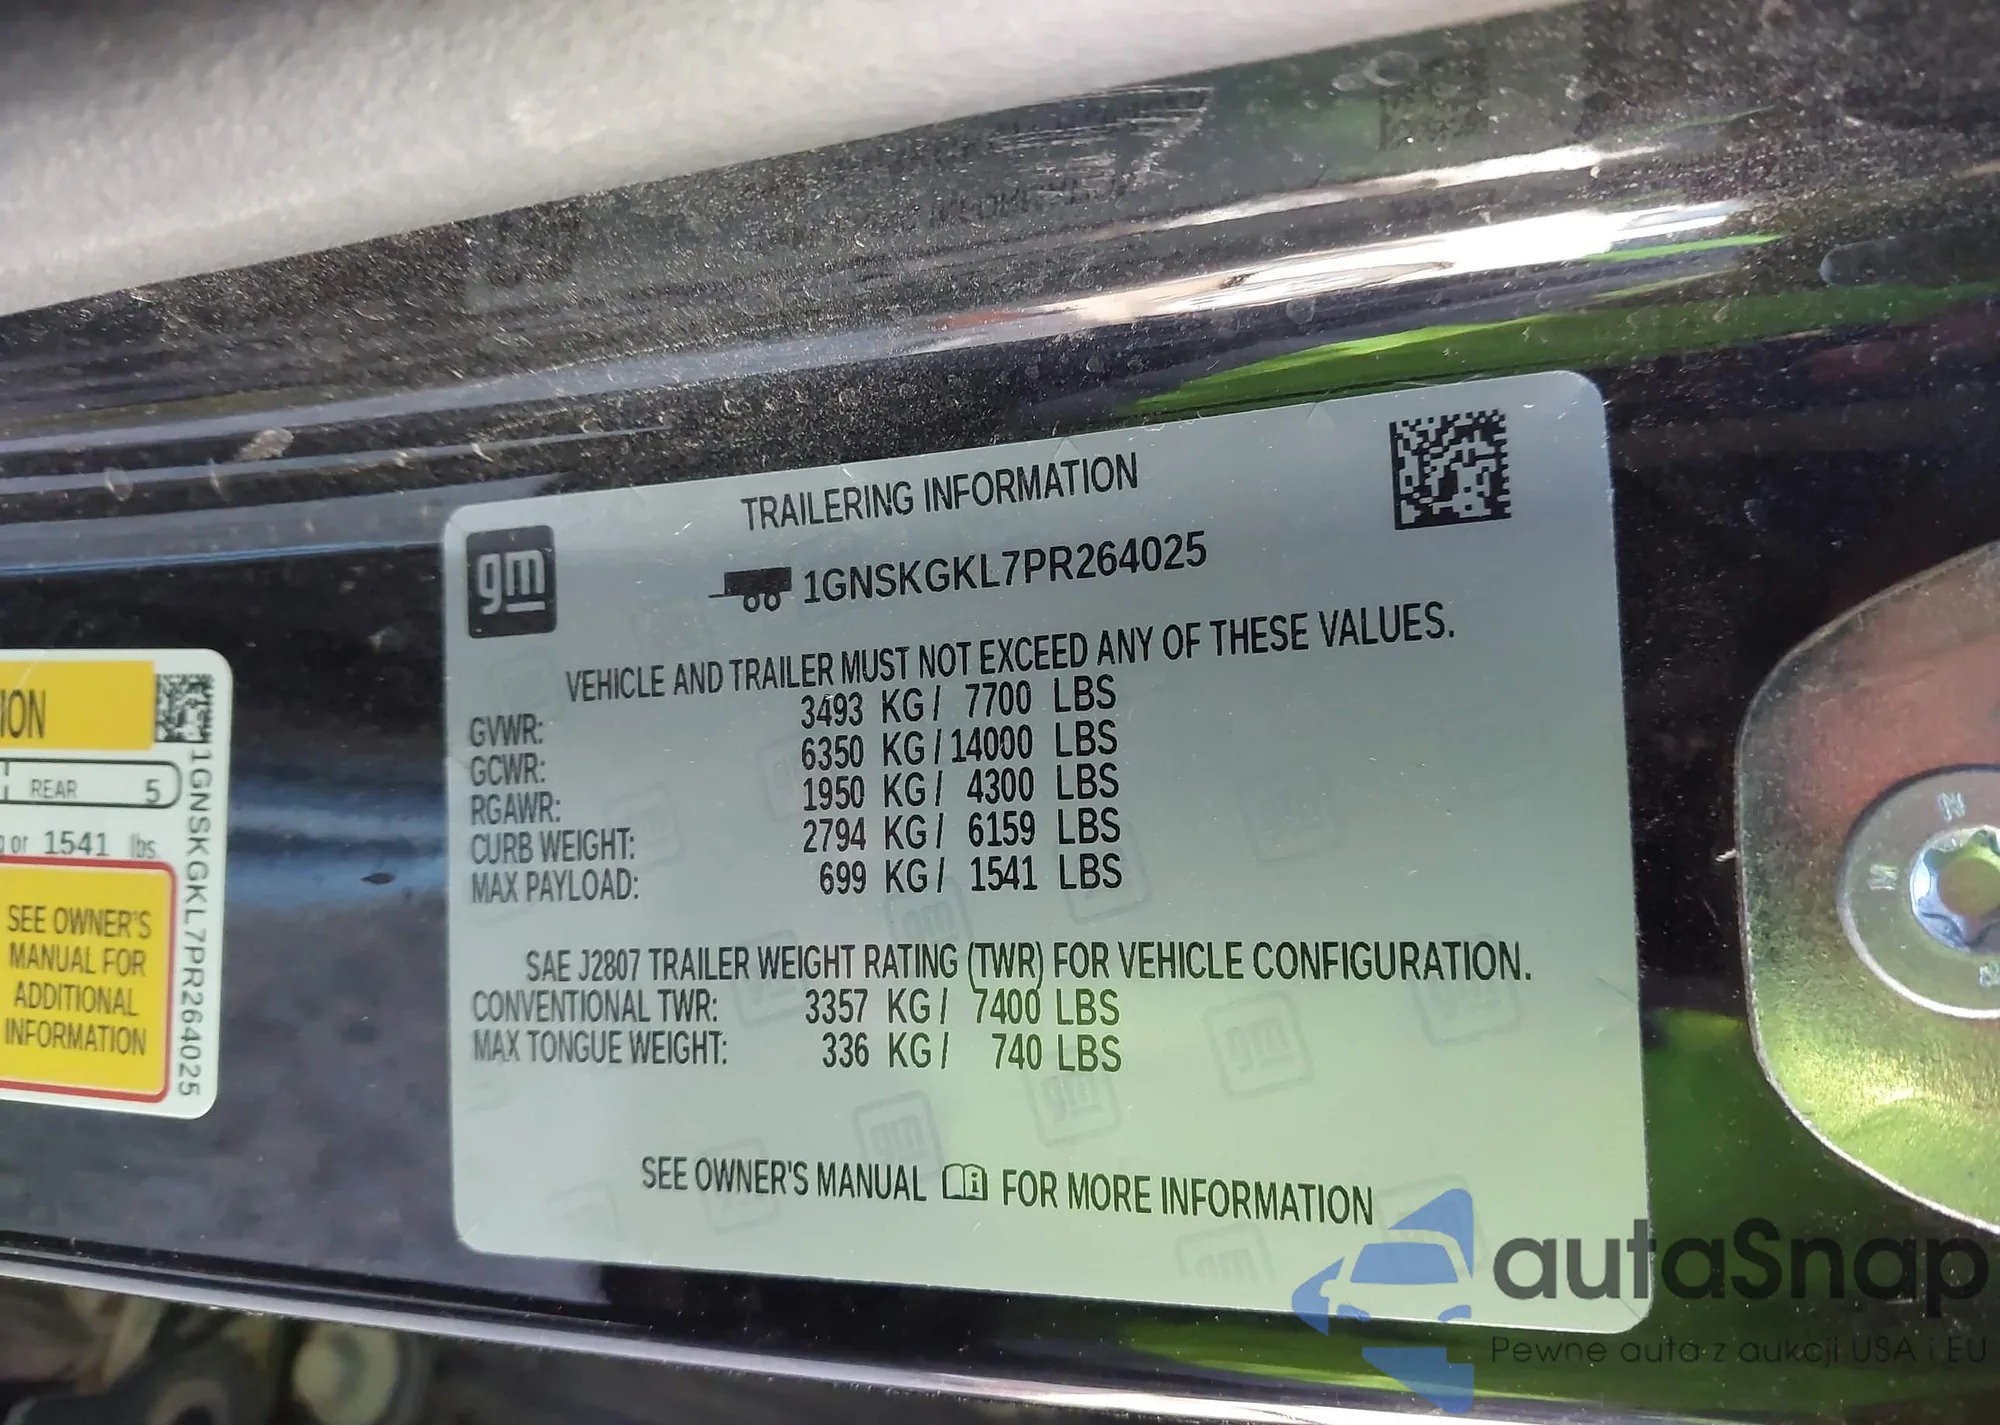 TRAILERING INFORMATION
gm
1GNSKGKL7PR264025
VEHICLE AND TRAILER MUST NOT EXCEED ANY OF THESE VALUES.
GVWR: 3493 KG / 7700 LBS
GCWR: 6350 KG / 14000 LBS
RGAWR: 1950 KG / 4300 LBS
CURB WEIGHT: 2794 KG / 6159 LBS
MAX PAYLOAD: 699 KG / 1541 LBS
SAE J2807 TRAILER WEIGHT RATING (TWR) FOR VEHICLE CONFIGURATION.
CONVENTIONAL TWR: 3357 KG / 7400 LBS
MAX TONGUE WEIGHT: 336 KG / 740 LBS
SEE OWNER'S MANUAL FOR MORE INFORMATION
ION
REAR 5
or 1541 lbs.
SEE OWNER'S
MANUAL FOR
ADDITIONAL
INFORMATION
1GNSKGKL7PR264025
autaSnap
Pewne auta z aukcji USA i EU